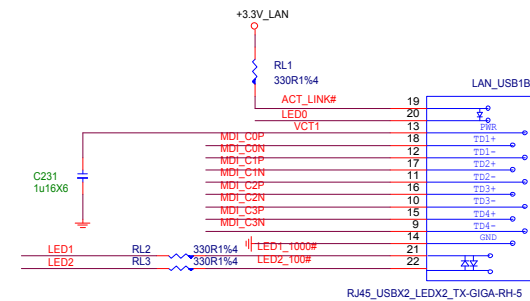 +3.3V_LAN
RL1
330R1%4
LAN_USB1B
ACT_LINK# 19
LED0 20
VCT1 13 PWR
MDI_C0P 18 TD1+
MDI_C0N 12 TD1-
MDI_C1P 17 TD2+
MDI_C1N 11 TD2-
MDI_C2P 16 TD3+
MDI_C2N 10 TD3-
MDI_C3P 15 TD4+
MDI_C3N 9 TD4-
14 GND
C231
1u16X6
LED1 RL2 330R1%4 LED1_1000# 21
LED2 RL3 330R1%4 LED2_100# 22
RJ45_USBX2_LEDX2_TX-GIGA-RH-5